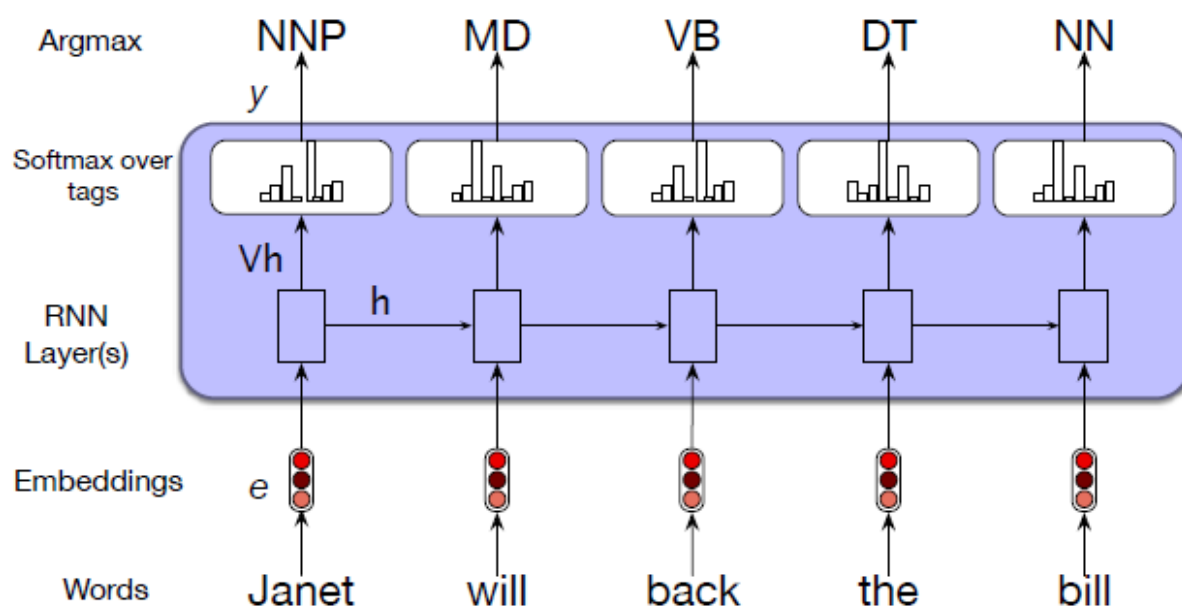 Argmax NNP MD VB DT NN
y
Softmax over
tags
Vh
h
RNN
Layer(s)
Embeddings e
Words Janet will back the bill